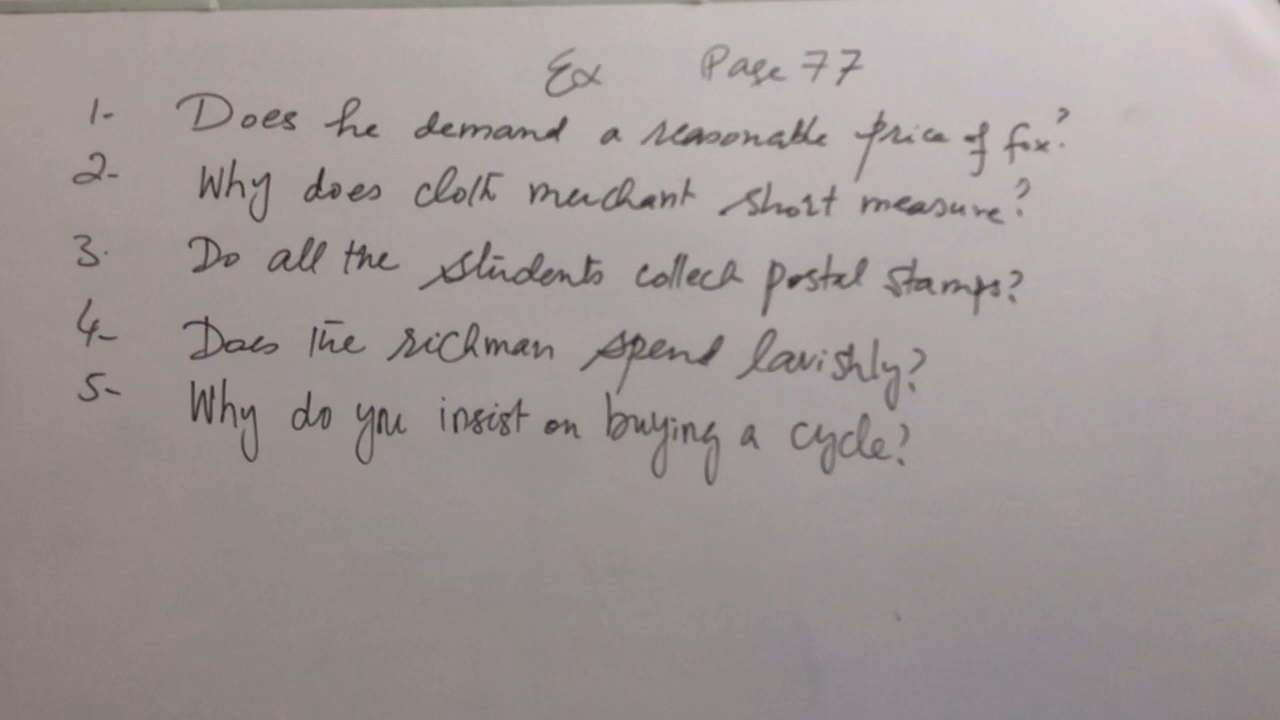 Ex Page 77
1- Does he demand a reasonable price of fox?
2- Why does cloth merchant short measure?
3. Do all the students collect postal stamps?
4- Does the richman spend lavishly?
5- Why do you insist on buying a cycle?